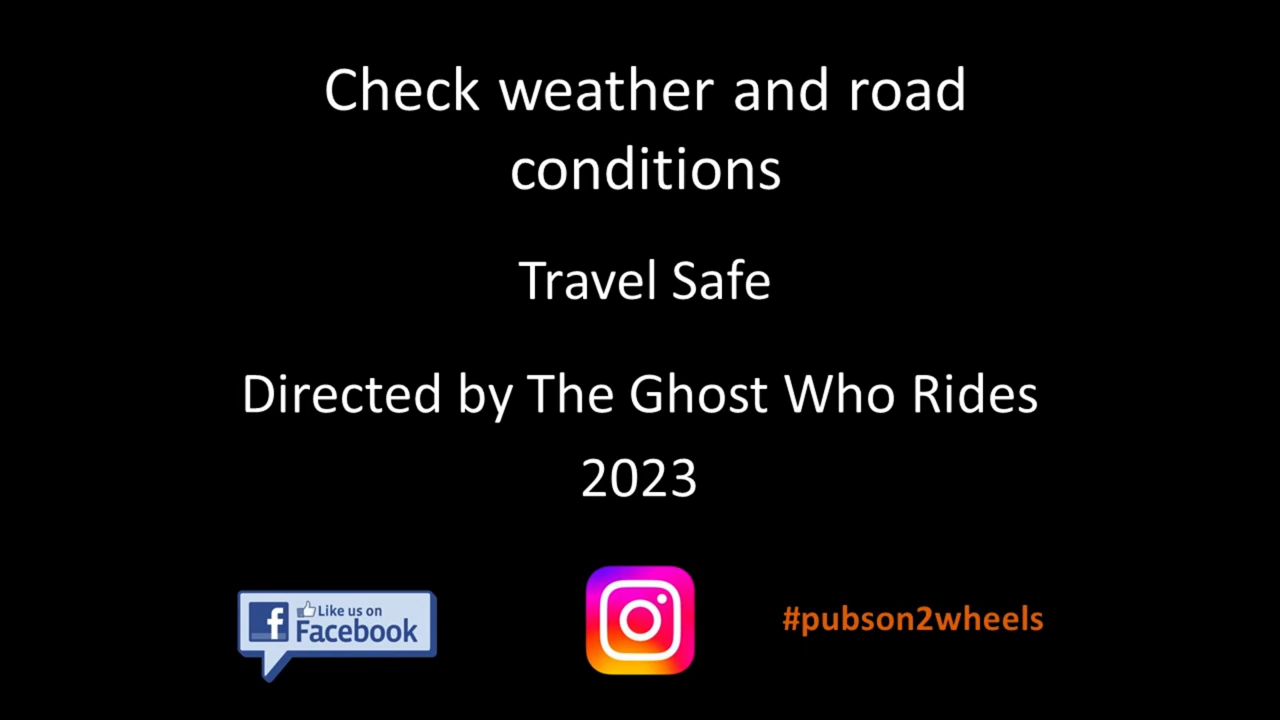 Check weather and road
conditions
Travel Safe
Directed by The Ghost Who Rides
2023
Like us on
Facebook
#pubson2wheels